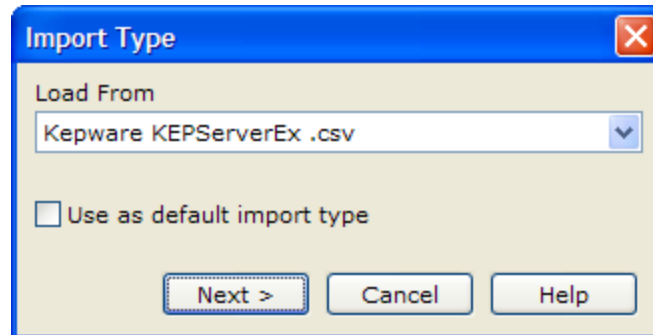 Import Type
Load From
Kepware KEPServerEx .csv
Use as default import type
Next > Cancel Help